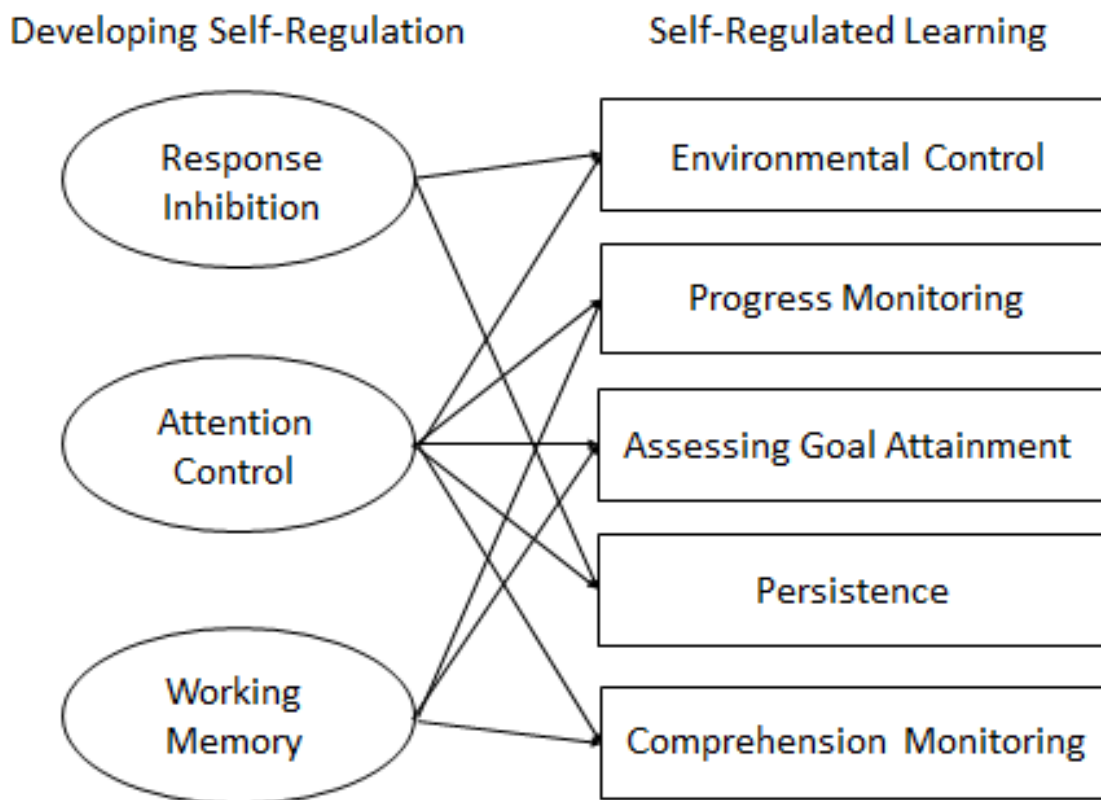 Developing Self-Regulation
Self-Regulated Learning
Response
Inhibition
Attention
Control
Working
Memory
Environmental Control
Progress Monitoring
Assessing Goal Attainment
Persistence
Comprehension Monitoring